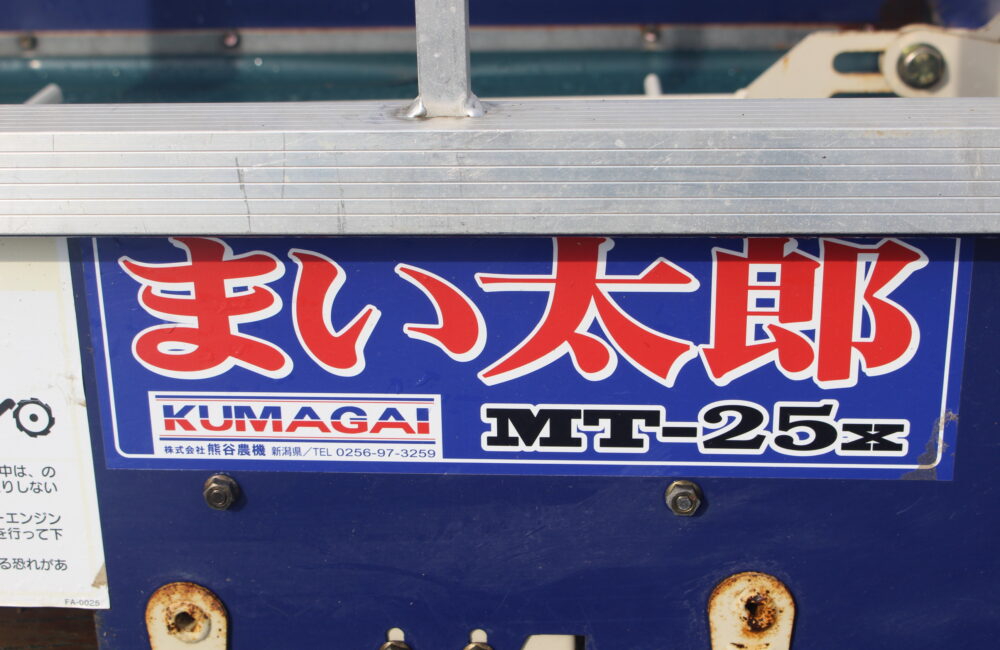 まい太郎
KUMAGAI
MT-25x
株式会社 熊谷農機 新潟県/TEL 0256-97-3259
中は、の
りしない
ーエンジン
を行って下
る恐れがあ
FA-0025